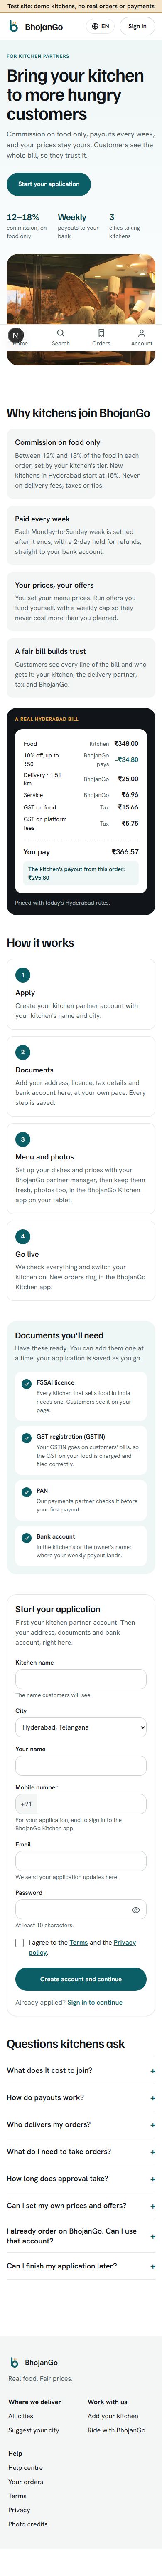 Test site: demo kitchens, no real orders or payments
BhojanGo
EN
Sign in
FOR KITCHEN PARTNERS
Bring your kitchen
to more hungry
customers
Commission on food only, payouts every week,
and your prices stay yours. Customers see the
whole bill, so they trust it.
Start your application
12–18%
commission, on
food only
Weekly
payouts to your
bank
3
cities taking
kitchens
N
Home
Search
Orders
Account
Why kitchens join BhojanGo
Commission on food only
Between 12% and 18% of the food in each
order, set by your kitchen's tier. New
kitchens in Hyderabad start at 15%. Never
on delivery fees, taxes or tips.
Paid every week
Each Monday-to-Sunday week is settled
after it ends, with a 2-day hold for refunds,
straight to your bank account.
Your prices, your offers
You set your menu prices. Run offers you
fund yourself, with a weekly cap so they
never cost more than you planned.
A fair bill builds trust
Customers see every line of the bill and who
gets it: your kitchen, the delivery partner,
tax and BhojanGo.
A REAL HYDERABAD BILL
Food Kitchen ₹348.00
10% off, up to
₹50 BhojanGo pays −₹34.80
Delivery · 1.51
km BhojanGo ₹25.00
Service BhojanGo ₹6.96
GST on food Tax ₹15.66
GST on platform
fees Tax ₹5.75
You pay ₹366.57
The kitchen's payout from this order:
₹295.80
Priced with today's Hyderabad rules.
How it works
1
Apply
Create your kitchen partner account with
your kitchen's name and city.
2
Documents
Add your address, licence, tax details and
bank account here, at your own pace. Every
step is saved.
3
Menu and photos
Set up your dishes and prices with your
BhojanGo partner manager, then keep them
fresh, photos too, in the BhojanGo Kitchen
app on your tablet.
4
Go live
We check everything and switch your
kitchen on. New orders ring in the BhojanGo
Kitchen app.
Documents you'll need
Have these ready. You can add them one at
a time: your application is saved as you go.
FSSAI licence
Every kitchen that sells food in India
needs one. Customers see it on your
page.
GST registration (GSTIN)
Your GSTIN goes on customers' bills, so
the GST on your food is charged and
filed correctly.
PAN
Our payments partner checks it before
your first payout.
Bank account
In the kitchen's or the owner's name:
where your weekly payout lands.
Start your application
First your kitchen partner account. Then
your address, documents and bank
account, right here.
Kitchen name
The name customers will see
City
Hyderabad, Telangana
Your name
Mobile number
+91
For your application, and to sign in to the
BhojanGo Kitchen app.
Email
We send your application updates here.
Password
At least 10 characters.
I agree to the Terms and the Privacy
policy.
Create account and continue
Already applied? Sign in to continue
Questions kitchens ask
What does it cost to join? +
How do payouts work? +
Who delivers my orders? +
What do I need to take orders? +
How long does approval take? +
Can I set my own prices and offers? +
I already order on BhojanGo. Can I use
that account? +
Can I finish my application later? +
BhojanGo
Real food. Fair prices.
Where we deliver
All cities
Suggest your city
Work with us
Add your kitchen
Ride with BhojanGo
Help
Help centre
Your orders
Terms
Privacy
Photo credits